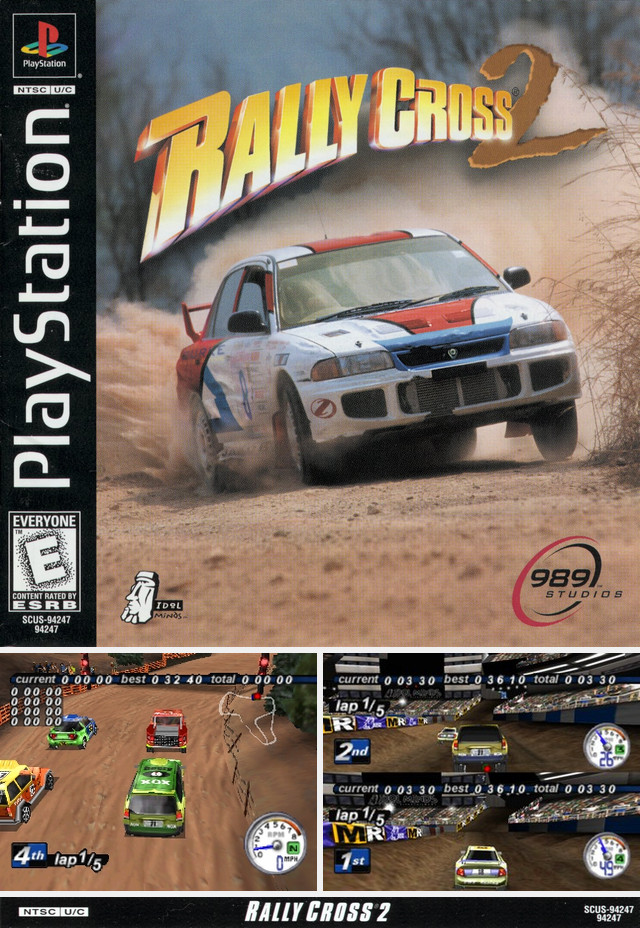 PlayStation
NTSC U/C
PlayStation®
RALLY CROSS® 2
EVERYONE
E
CONTENT RATED BY
ESRB
SCUS-94247
94247
IDOL
MINDS
989
STUDIOS
current 0 00 00 best 0 32 40 total 0 00 00
0 00 00
0 00 00
0 00 00
0 00 00
RPM
N
0 MPH
4th lap 1/5
current 0 03 30 best 0 36 10 total 0 03 30
lap 1/5
2nd
26
current 0 03 30 best 0 36 10 total 0 03 30
lap 1/5
1st
49
NTSC U/C
RALLY CROSS 2
SCUS-94247
94247